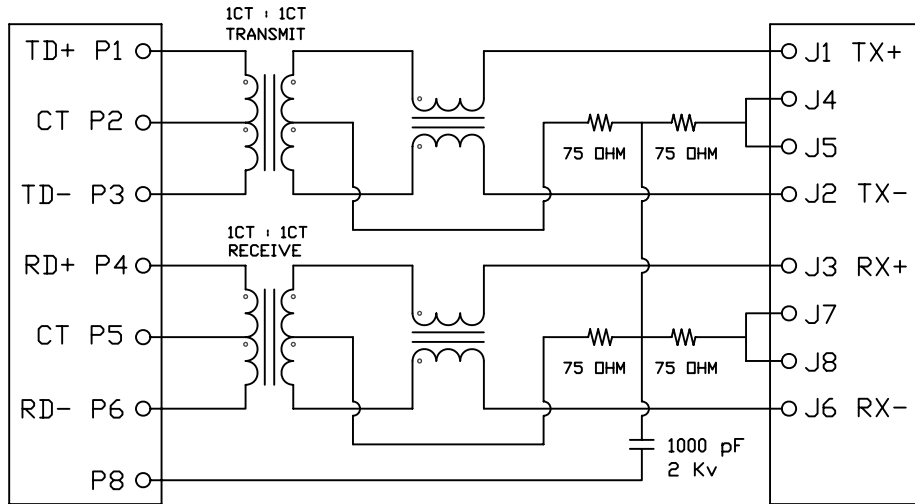 1CT : 1CT
TRANSMIT
TD+ P1
J1 TX+
J4
CT P2
75 OHM 75 OHM
J5
TD- P3
J2 TX-
1CT : 1CT
RECEIVE
RD+ P4
J3 RX+
J7
CT P5
75 OHM 75 OHM
J8
RD- P6
J6 RX-
1000 pF
2 Kv
P8